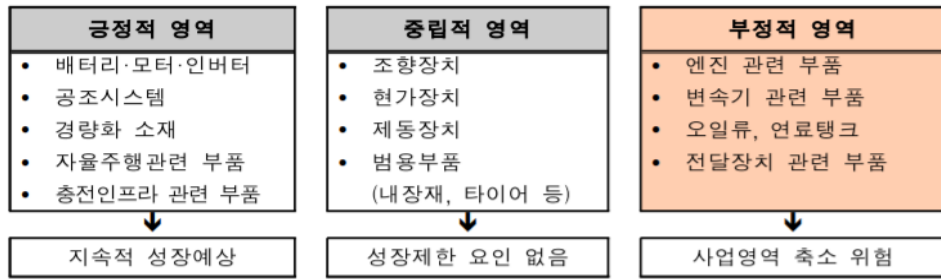 긍정적 영역
• 배터리·모터·인버터
• 공조시스템
• 경량화 소재
• 자율주행관련 부품
• 충전인프라 관련 부품
지속적 성장예상
중립적 영역
• 조향장치
• 현가장치
• 제동장치
• 범용부품
(내장재, 타이어 등)
성장제한 요인 없음
부정적 영역
• 엔진 관련 부품
• 변속기 관련 부품
• 오일류, 연료탱크
• 전달장치 관련 부품
사업영역 축소 위험